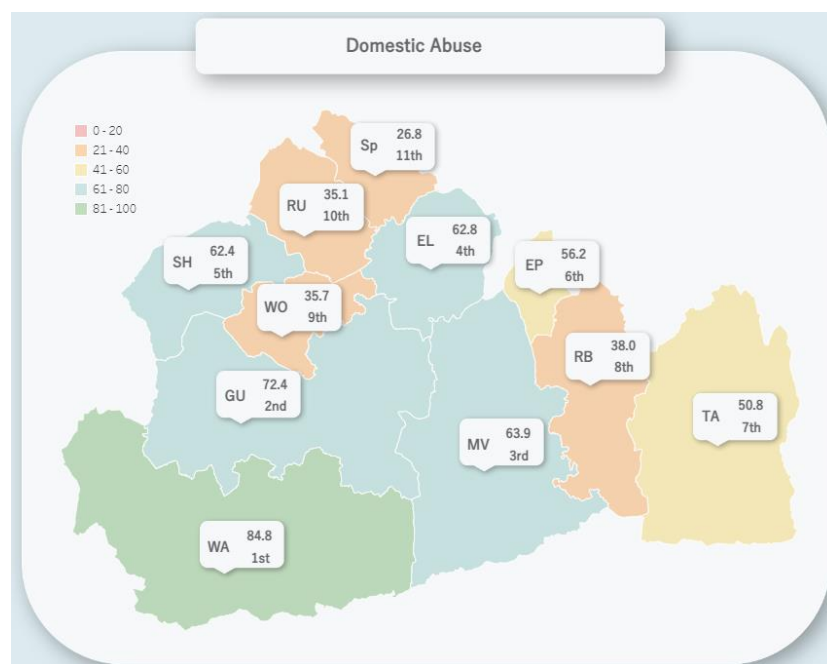 Domestic Abuse
0 - 20
21 - 40
41 - 60
61 - 80
81 - 100
Sp 26.8
11th
RU 35.1
10th
EL 62.8
4th
SH 62.4
5th
EP 56.2
6th
WO 35.7
9th
RB 38.0
8th
GU 72.4
2nd
TA 50.8
7th
MV 63.9
3rd
WA 84.8
1st